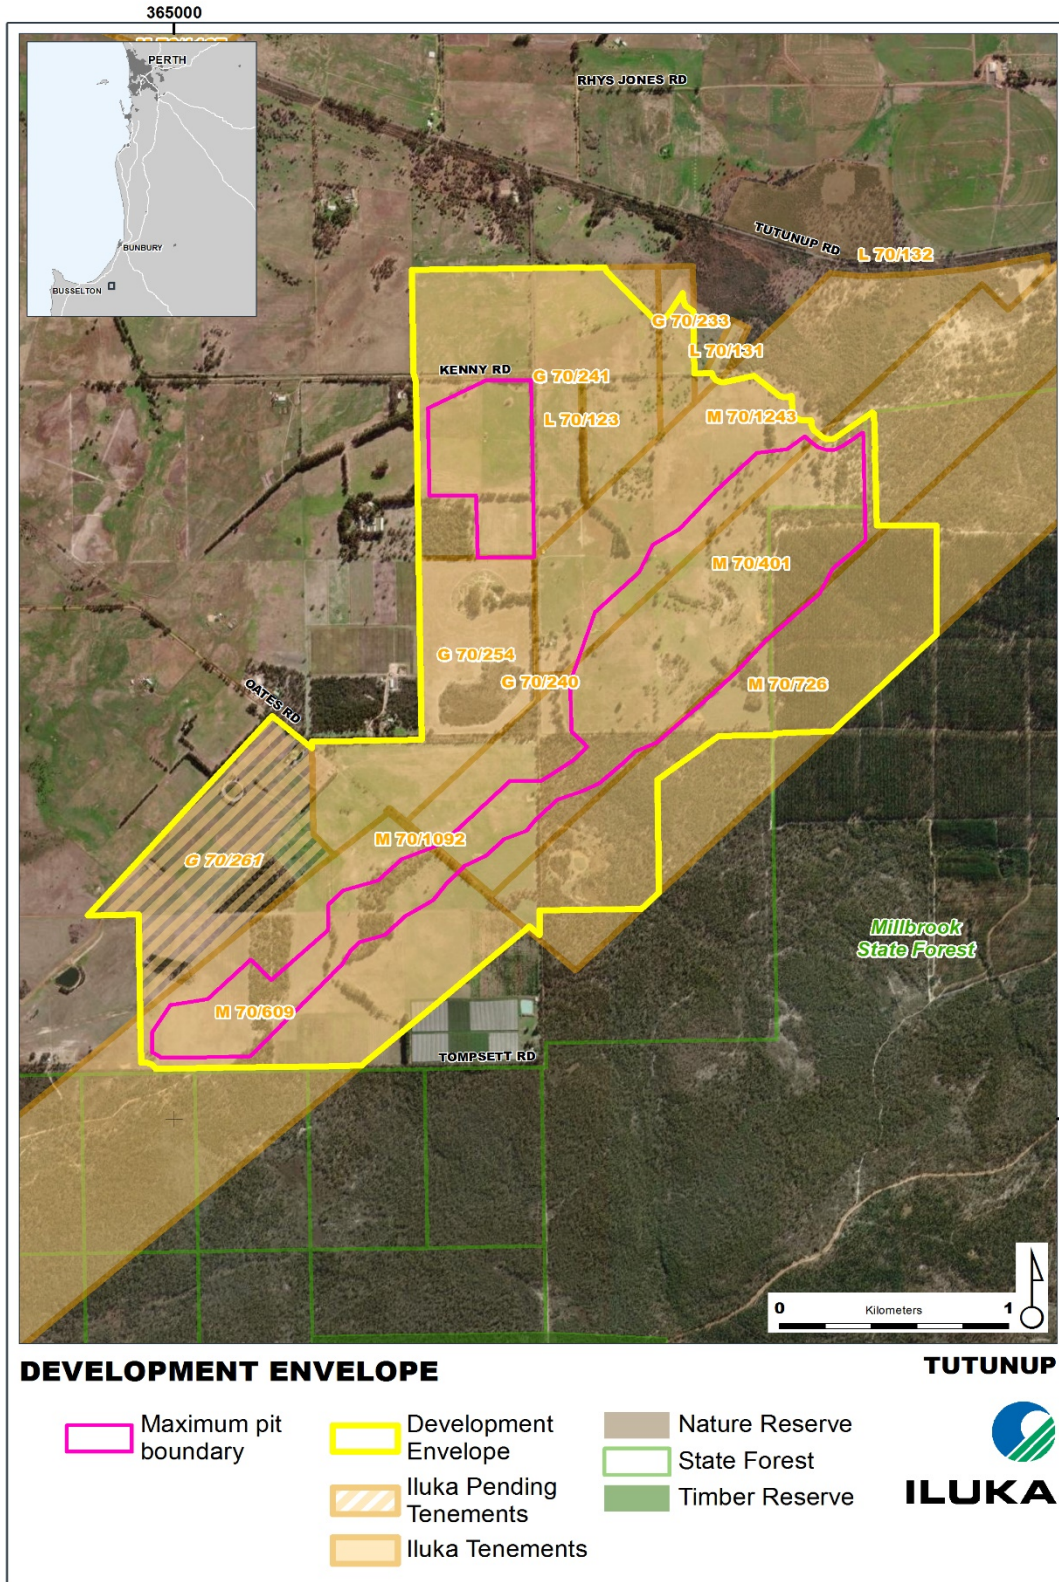 365000
PERTH
BUNBURY
BUSSELTON
RHYS JONES RD
TUTUNUP RD
L 70/132
G 70/233
L 70/131
KENNY RD
G 70/241
L 70/123
M 70/1243
M 70/401
G 70/254
G 70/240
M 70/726
OATES RD
M 70/1092
G 70/261
Millbrook
State Forest
M 70/609
TOMPSETT RD
0 Kilometers 1
DEVELOPMENT ENVELOPE
TUTUNUP
Maximum pit
boundary
Development
Envelope
Iluka Pending
Tenements
Iluka Tenements
Nature Reserve
State Forest
Timber Reserve
ILUKA